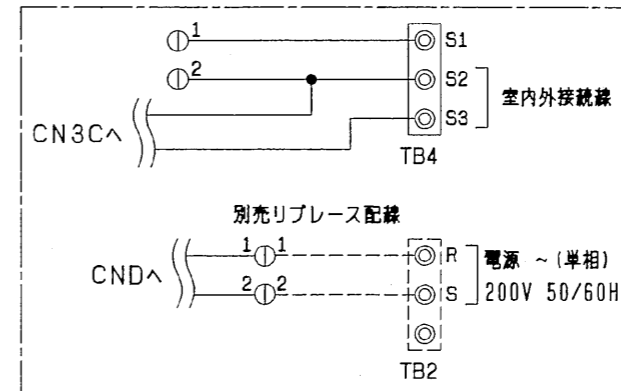 1 S1
2 S2
室内外接続線
CN3Cへ S3
TB4
別売リプレース配線
1 1 R 電源 ~(単相)
CNDへ
2 2 S 200V 50/60H
TB2